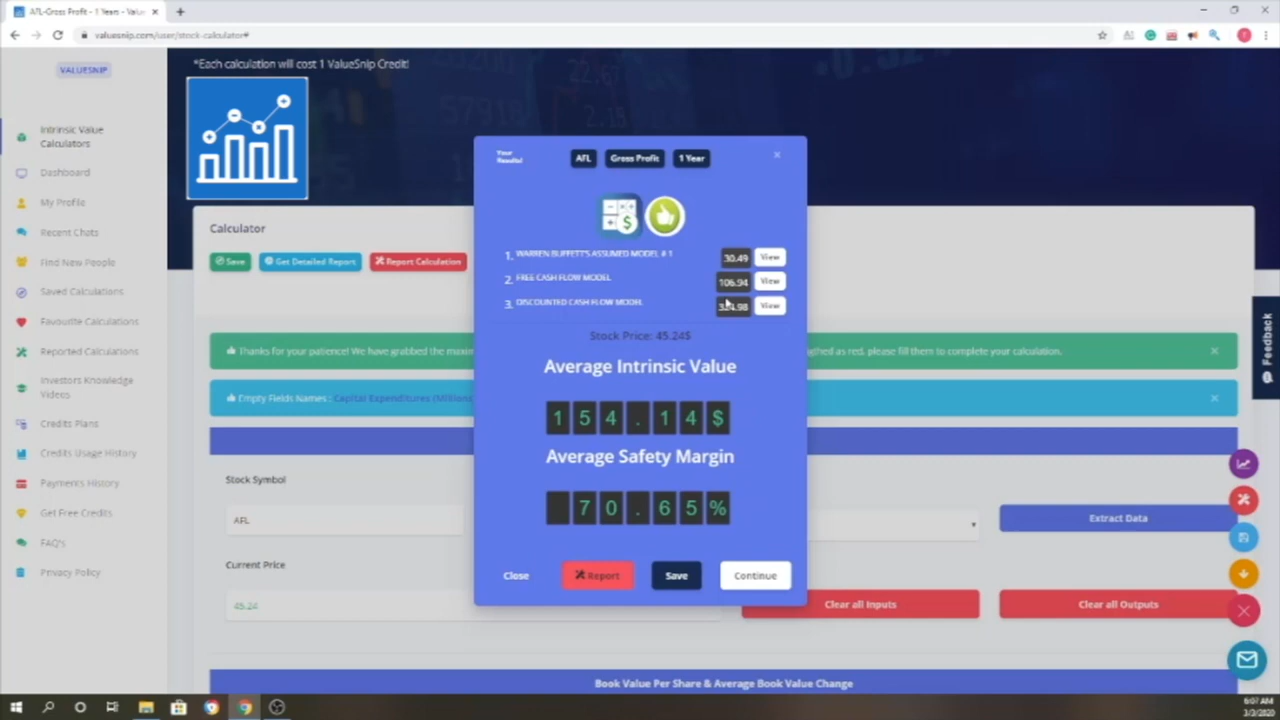 AFL-Gross Profit - 1 Years - Value
valuesnip.com/user/stock-calculator#
VALUESNIP
*Each calculation will cost 1 ValueSnip Credit!
Intrinsic Value
Calculators
Dashboard
My Profile
Recent Chats
Find New People
Saved Calculations
Favourite Calculations
Reported Calculations
Investors Knowledge
Videos
Credits Plans
Credits Usage History
Payments History
Get Free Credits
FAQ's
Privacy Policy
Calculator
Save
Get Detailed Report
Report Calculation
Thanks for your patience! We have grabbed the
as red, please fill them to complete your calculation.
Empty Fields Names : Capital Expenditures (Millions
Stock Symbol
AFL
Extract Data
Current Price
45.24
Clear all Inputs
Clear all Outputs
Book Value Per Share & Average Book Value Change
Your
Results!
AFL
Gross Profit
1 Year
1. WARREN BUFFETT'S ASSUMED MODEL # 1 30.49 View
2. FREE CASH FLOW MODEL 106.94 View
3. DISCOUNTED CASH FLOW MODEL View
Stock Price: 45.24$
Average Intrinsic Value
154.14$
Average Safety Margin
70.65%
Close
Report
Save
Continue
Feedback
6:07 AM
3/3/2020